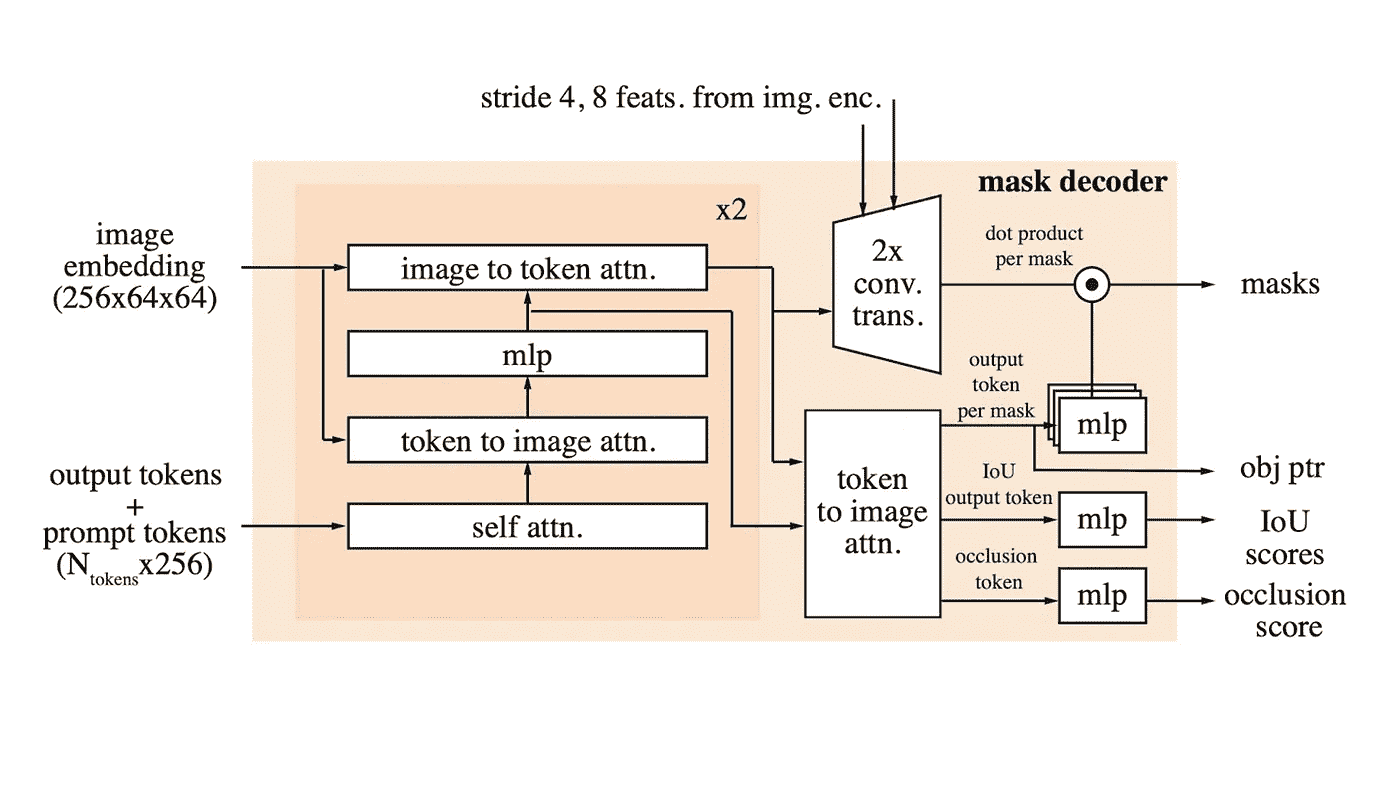 stride 4, 8 feats. from img. enc.
mask decoder
x2
image
embedding
(256x64x64)
image to token attn.
mlp
token to image attn.
self attn.
output tokens
+
prompt tokens
(Ntokensx256)
2x
conv.
trans.
dot product
per mask
masks
output
token
per mask
mlp
obj ptr
token
to image
attn.
IoU
output token
mlp
IoU
scores
occlusion
token
mlp
occlusion
score